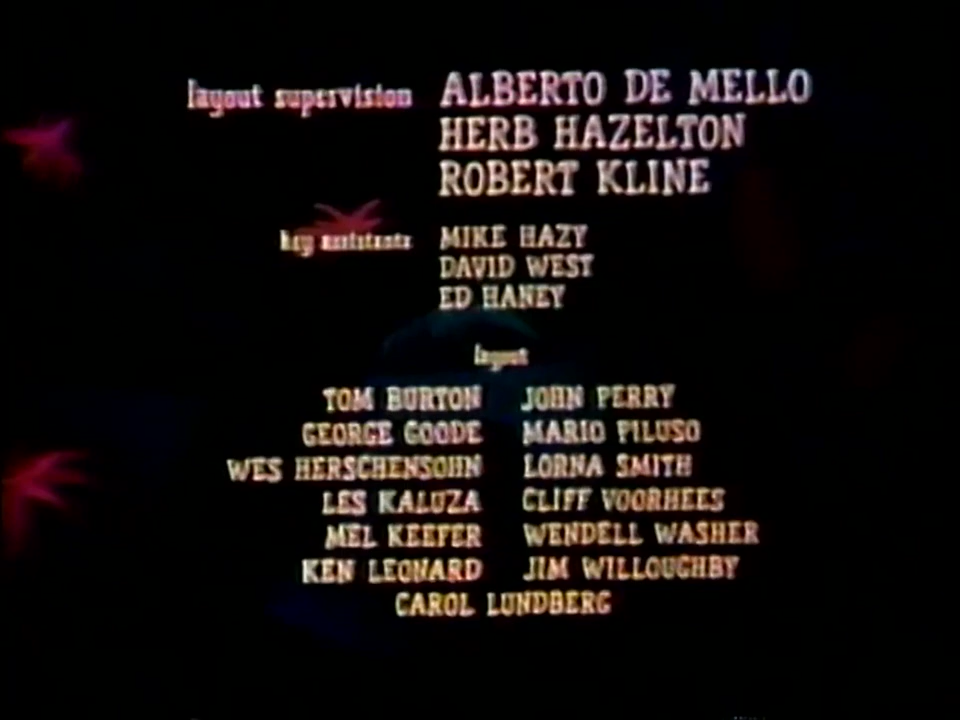 layout supervision ALBERTO DE MELLO
HERB HAZELTON
ROBERT KLINE
key assistants MIKE HAZY
DAVID WEST
ED HANEY
layout
TOM BURTON JOHN PERRY
GEORGE GOODE MARIO PILUSO
WES HERSCHENSOHN LORNA SMITH
LES KALUZA CLIFF VOORHEES
MEL KEEFER WENDELL WASHER
KEN LEONARD JIM WILLOUGHBY
CAROL LUNDBERG